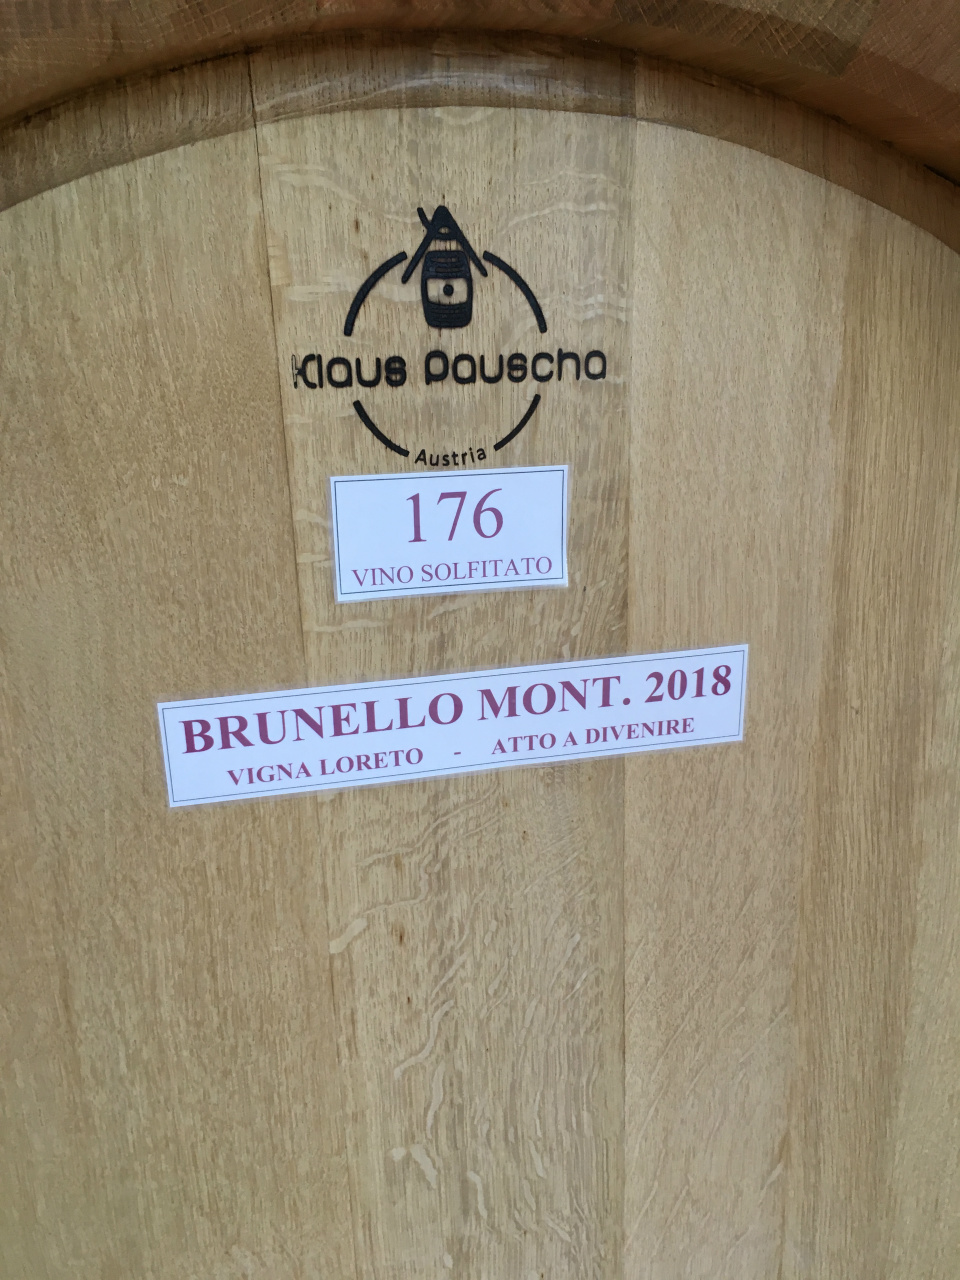 Klaus Pauscha
Austria
176
VINO SOLFITATO
BRUNELLO MONT. 2018
VIGNA LORETO - ATTO A DIVENIRE